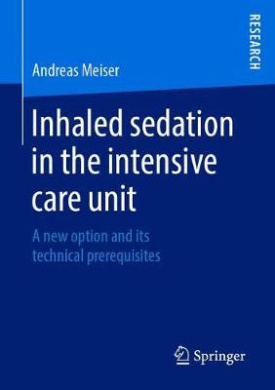 RESEARCH
Andreas Meiser
Inhaled sedation
in the intensive
care unit
A new option and its
technical prerequisites
Springer